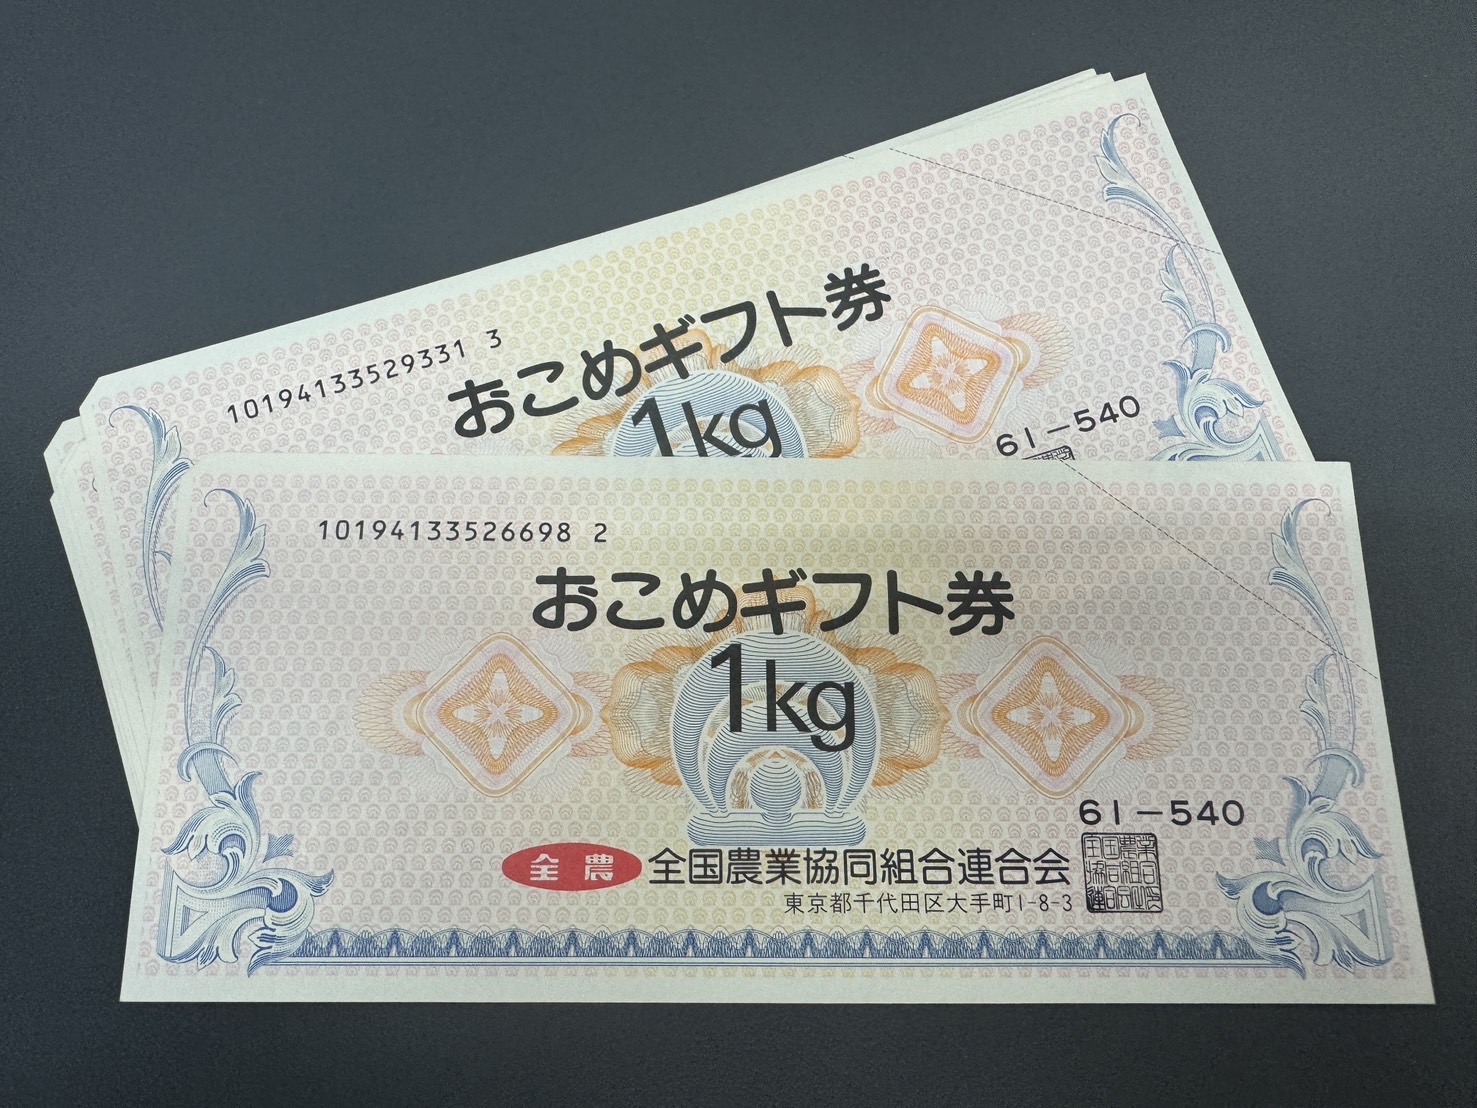 10194133529331 3
おこめギフト券
1kg
61-540
10194133526698 2
おこめギフト券
1kg
61-540
全農 全国農業協同組合連合会
東京都千代田区大手町1-8-3